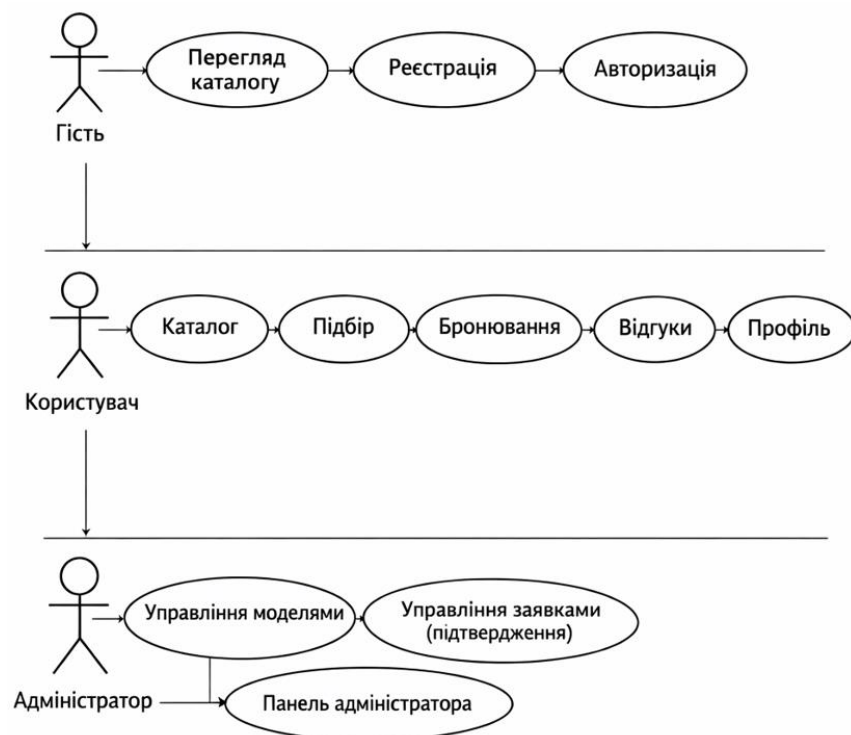 Перегляд
каталогу
Реєстрація
Авторизація
Гість
Каталог
Підбір
Бронювання
Відгуки
Профіль
Користувач
Управління моделями
Управління заявками
(підтвердження)
Адміністратор
Панель адміністратора